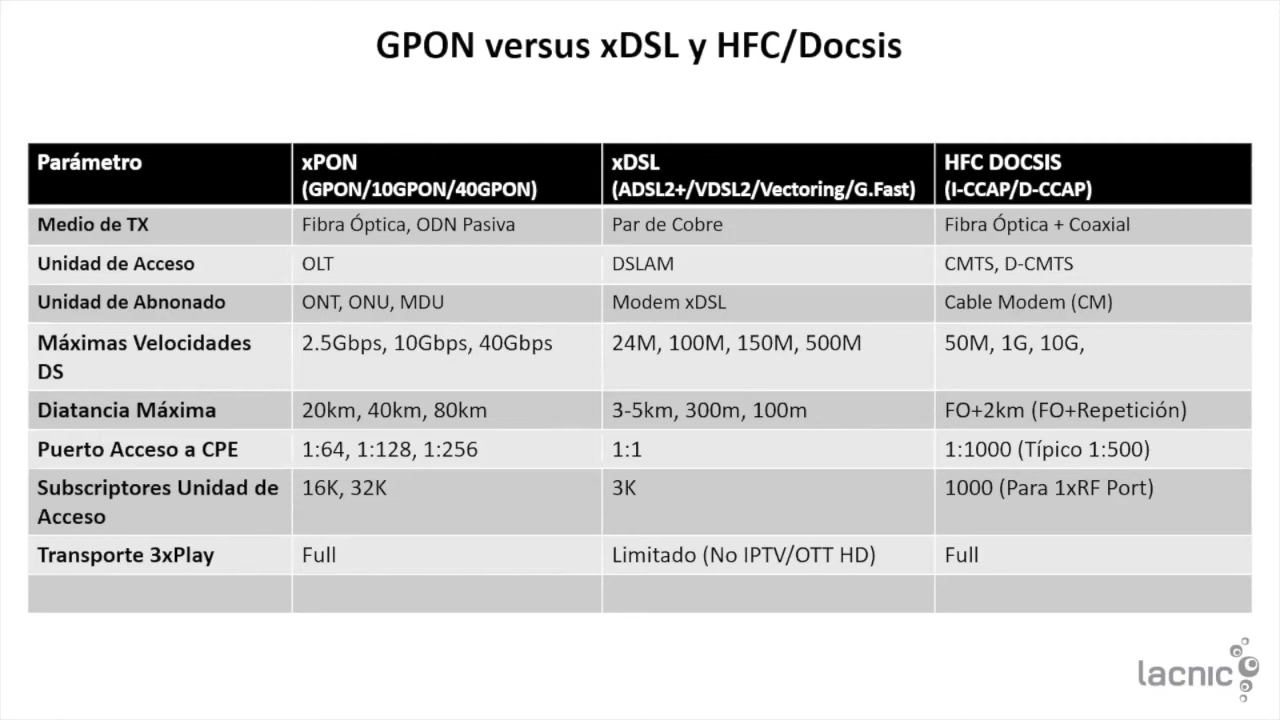 GPON versus xDSL y HFC/Docsis
Parámetro
xPON
(GPON/10GPON/40GPON)
xDSL
(ADSL2+/VDSL2/Vectoring/G.Fast)
HFC DOCSIS
(I-CCAP/D-CCAP)
Medio de TX
Fibra Óptica, ODN Pasiva
Par de Cobre
Fibra Óptica + Coaxial
Unidad de Acceso
OLT
DSLAM
CMTS, D-CMTS
Unidad de Abnonado
ONT, ONU, MDU
Modem xDSL
Cable Modem (CM)
Máximas Velocidades
DS
2.5Gbps, 10Gbps, 40Gbps
24M, 100M, 150M, 500M
50M, 1G, 10G,
Diatancia Máxima
20km, 40km, 80km
3-5km, 300m, 100m
FO+2km (FO+Repetición)
Puerto Acceso a CPE
1:64, 1:128, 1:256
1:1
1:1000 (Típico 1:500)
Subscriptores Unidad de
Acceso
16K, 32K
3K
1000 (Para 1xRF Port)
Transporte 3xPlay
Full
Limitado (No IPTV/OTT HD)
Full
lacnic